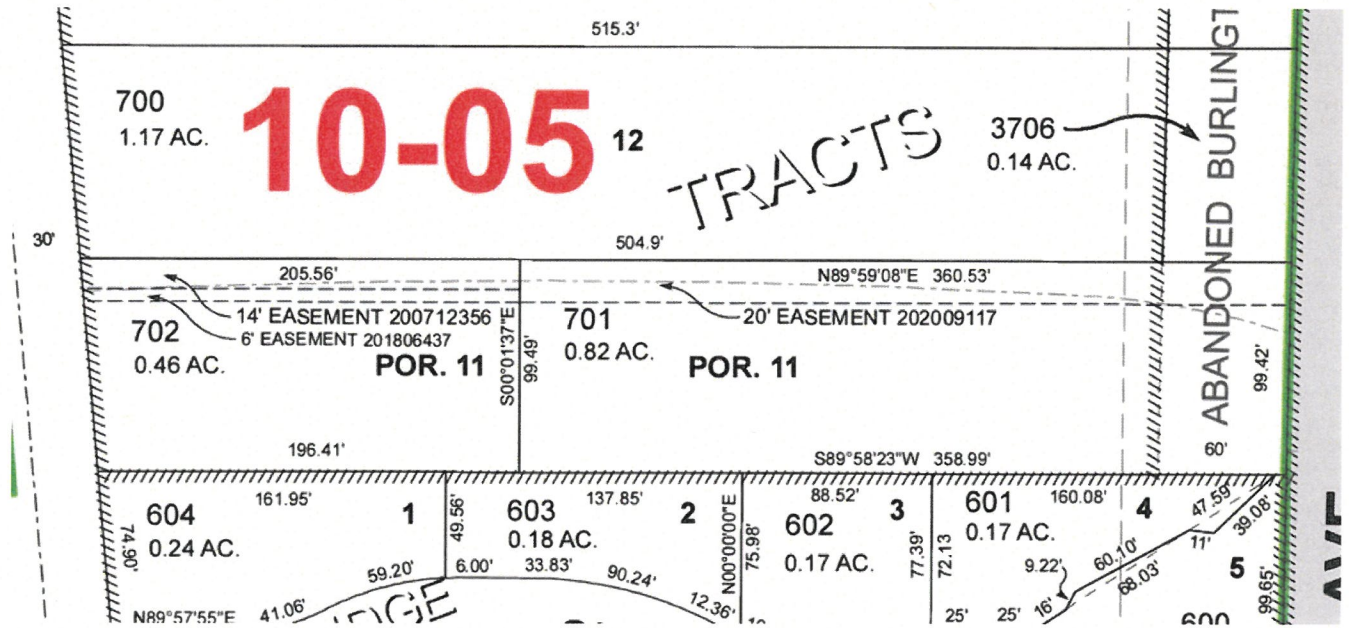 515.3'
700
1.17 AC.
10-05
12
TRACTS
3706
0.14 AC.
ABANDONED BURLINGT
30'
504.9'
205.56'
N89°59'08"E 360.53'
14' EASEMENT 200712356
6' EASEMENT 201806437
20' EASEMENT 202009117
702
0.46 AC.
POR. 11
S00°01'37"E
99.49'
701
0.82 AC.
POR. 11
99.42'
60'
196.41'
S89°58'23"W 358.99'
161.95'
137.85'
88.52'
160.08'
604
0.24 AC.
1
74.90'
49.56'
603
0.18 AC.
2
N00°00'00"E
75.98'
602
0.17 AC.
3
77.39'
72.13
601
0.17 AC.
4
47.59'
39.08'
11'
60.10'
68.03'
9.22'
16'
5
99.65'
600
AVE
59.20'
6.00'
33.83'
90.24'
12.36'
41.06'
N89°57'55"E
DGE
25'
25'